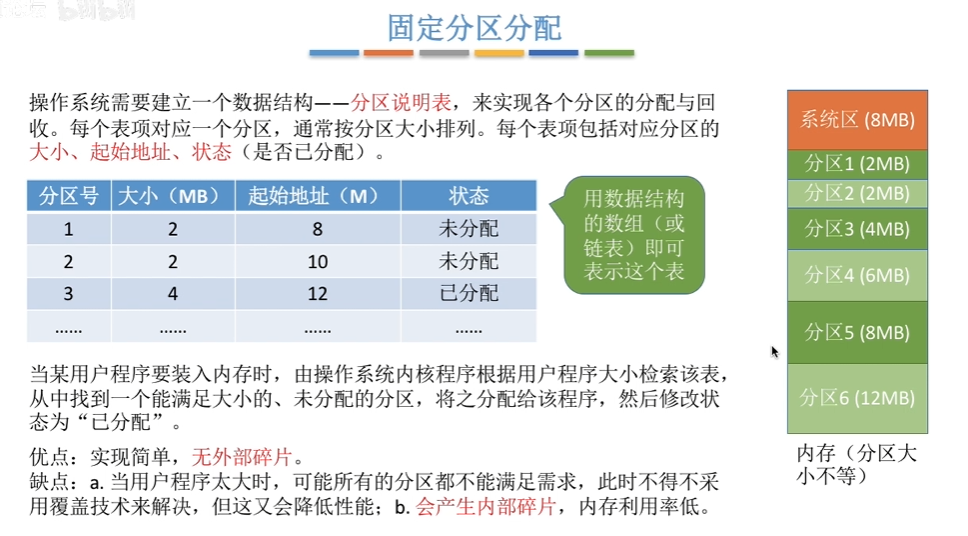 bilibili
固定分区分配
操作系统需要建立一个数据结构——分区说明表，来实现各个分区的分配与回
收。每个表项对应一个分区，通常按分区大小排列。每个表项包括对应分区的
大小、起始地址、状态（是否已分配）。
分区号 大小（MB） 起始地址（M） 状态
1 2 8 未分配
2 2 10 未分配
3 4 12 已分配
…… …… …… ……
用数据结构
的数组（或
链表）即可
表示这个表
系统区 (8MB)
分区1 (2MB)
分区2 (2MB)
分区3 (4MB)
分区4 (6MB)
分区5 (8MB)
分区6 (12MB)
内存（分区大
小不等）
当某用户程序要装入内存时，由操作系统内核程序根据用户程序大小检索该表，
从中找到一个能满足大小的、未分配的分区，将之分配给该程序，然后修改状
态为“已分配”。
优点：实现简单，无外部碎片。
缺点：a. 当用户程序太大时，可能所有的分区都不能满足需求，此时不得不采
用覆盖技术来解决，但这又会降低性能；b. 会产生内部碎片，内存利用率低。